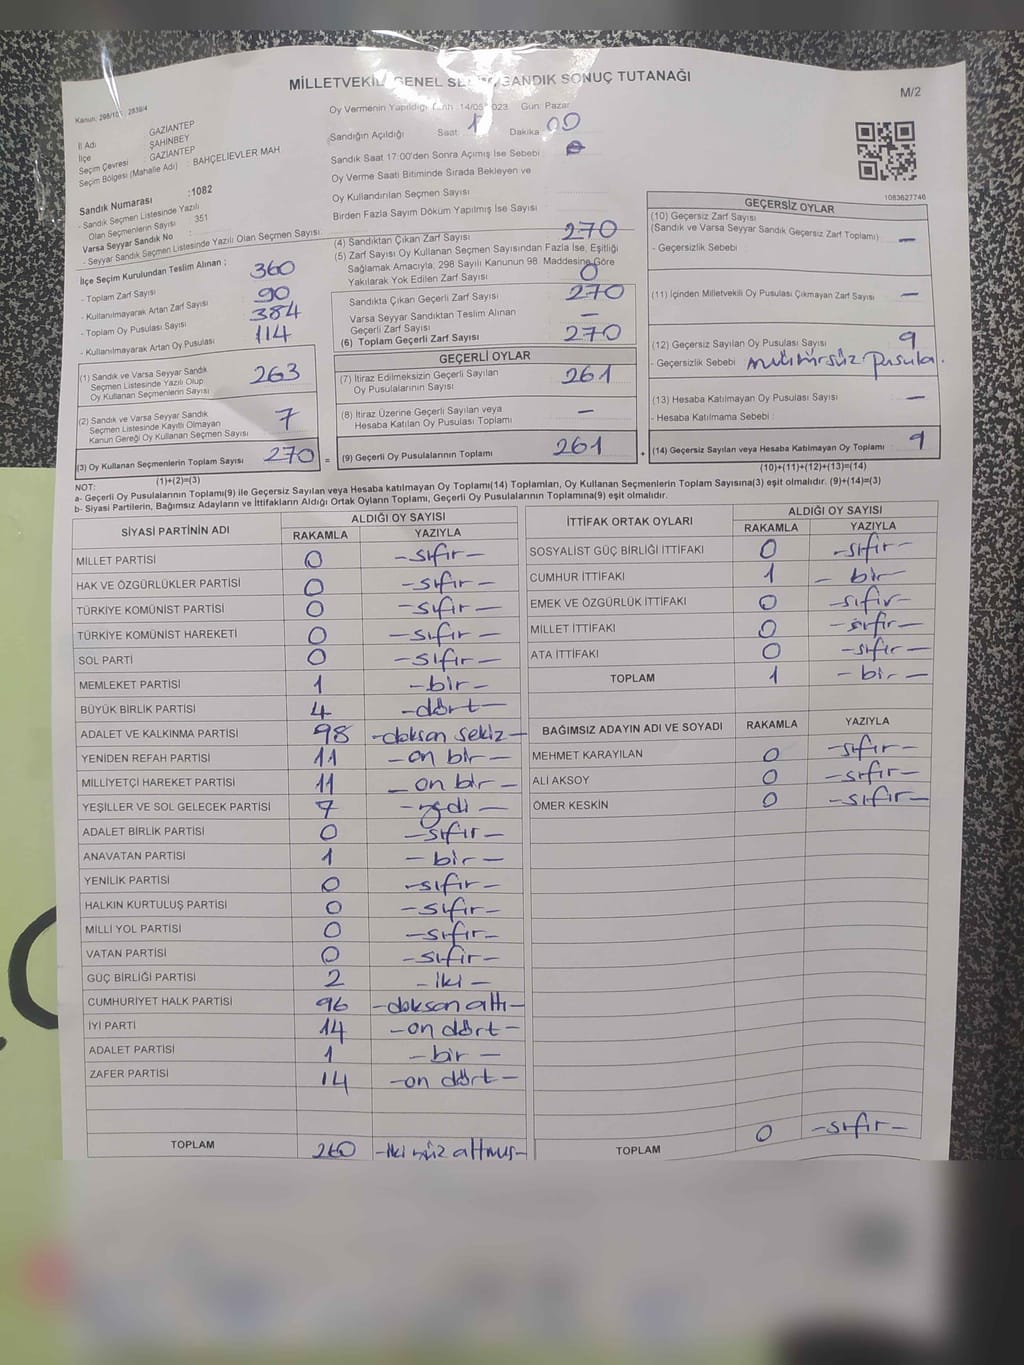 MİLLETVEKİLİ GENEL SEÇİMİ SANDIK SONUÇ TUTANAĞI
M/2
Kanun: 298/105, 2839/4
İl Adı GAZİANTEP
İlçe ŞAHİNBEY
Seçim Çevresi : GAZİANTEP
Seçim Bölgesi (Mahalle Adı) : BAHÇELİEVLER MAH
Sandık Numarası :1082
- Sandık Seçmen Listesinde Yazılı
Olan Seçmenlerin Sayısı : 351
Varsa Seyyar Sandık No :
- Seyyar Sandık Seçmen Listesinde Yazılı Olan Seçmen Sayısı
Oy Vermenin Yapıldığı Tarih 14/05/2023 Gün: Pazar
Sandığın Açıldığı Saat Dakika 00
Sandık Saat 17:00'den Sonra Açımış İse Sebebi
Oy Verme Saati Bitiminde Sırada Bekleyen ve
Oy Kullandırılan Seçmen Sayısı
Birden Fazla Sayım Döküm Yapılmış İse Sayısı
1083627746
İlçe Seçim Kurulundan Teslim Alınan ;
- Toplam Zarf Sayısı 360
- Kullanılmayarak Artan Zarf Sayısı 90
- Toplam Oy Pusulası Sayısı 384
- Kullanılmayarak Artan Oy Pusulası 114
(1) Sandık ve Varsa Seyyar Sandık
Seçmen Listesinde Yazılı Olup
Oy Kullanan Seçmenlerin Sayısı 263
(2) Sandık ve Varsa Seyyar Sandık
Seçmen Listesinde Kayıtlı Olmayan
Kanun Gereği Oy Kullanan Seçmen Sayısı 7
(3) Oy Kullanan Seçmenlerin Toplam Sayısı 270 =
(1)+(2)=(3)
(4) Sandıktan Çıkan Zarf Sayısı 270
(5) Zarf Sayısı Oy Kullanan Seçmen Sayısından Fazla İse, Eşitliği
Sağlamak Amacıyla, 298 Sayılı Kanunun 98. Maddesine Göre
Yakılarak Yok Edilen Zarf Sayısı 0
Sandıkta Çıkan Geçerli Zarf Sayısı 270
Varsa Seyyar Sandıktan Teslim Alınan
Geçerli Zarf Sayısı —
(6) Toplam Geçerli Zarf Sayısı 270
GEÇERLİ OYLAR
(7) İtiraz Edilmeksizin Geçerli Sayılan
Oy Pusulalarının Sayısı 261
(8) İtiraz Üzerine Geçerli Sayılan veya
Hesaba Katılan Oy Pusulası Toplamı —
(9) Geçerli Oy Pusulalarının Toplamı 261 +
GEÇERSİZ OYLAR
(10) Geçersiz Zarf Sayısı
(Sandık ve Varsa Seyyar Sandık Geçersiz Zarf Toplamı) —
- Geçersizlik Sebebi
(11) İçinden Milletvekili Oy Pusulası Çıkmayan Zarf Sayısı —
(12) Geçersiz Sayılan Oy Pusulası Sayısı 9
- Geçersizlik Sebebi mühürsüz pusula.
(13) Hesaba Katılmayan Oy Pusulası Sayısı —
- Hesaba Katılmama Sebebi :
(14) Geçersiz Sayılan veya Hesaba Katılmayan Oy Toplamı 9
(10)+(11)+(12)+(13)=(14)
NOT:
a- Geçerli Oy Pusulalarının Toplamı(9) ile Geçersiz Sayılan veya Hesaba katılmayan Oy Toplamı(14) Toplamları, Oy Kullanan Seçmenlerin Toplam Sayısına(3) eşit olmalıdır. (9)+(14)=(3)
b- Siyasi Partilerin, Bağımsız Adayların ve İttifakların Aldığı Ortak Oyların Toplamı, Geçerli Oy Pusulalarının Toplamına(9) eşit olmalıdır.
SİYASİ PARTİNİN ADI ALDIĞI OY SAYISI
RAKAMLA YAZIYLA
MİLLET PARTİSİ 0 -sıfır-
HAK VE ÖZGÜRLÜKLER PARTİSİ 0 -sıfır-
TÜRKİYE KOMÜNİST PARTİSİ 0 -sıfır-
TÜRKİYE KOMÜNİST HAREKETİ 0 -sıfır-
SOL PARTİ 0 -sıfır-
MEMLEKET PARTİSİ 1 -bir-
BÜYÜK BİRLİK PARTİSİ 4 -dört-
ADALET VE KALKINMA PARTİSİ 98 -doksan sekiz-
YENİDEN REFAH PARTİSİ 11 -on bir-
MİLLİYETÇİ HAREKET PARTİSİ 11 -on bir-
YEŞİLLER VE SOL GELECEK PARTİSİ 7 -yedi-
ADALET BİRLİK PARTİSİ 0 -sıfır-
ANAVATAN PARTİSİ 1 -bir-
YENİLİK PARTİSİ 0 -sıfır-
HALKIN KURTULUŞ PARTİSİ 0 -sıfır-
MİLLİ YOL PARTİSİ 0 -sıfır-
VATAN PARTİSİ 0 -sıfır-
GÜÇ BİRLİĞİ PARTİSİ 2 -iki-
CUMHURİYET HALK PARTİSİ 96 -doksan altı-
İYİ PARTİ 14 -on dört-
ADALET PARTİSİ 1 -bir-
ZAFER PARTİSİ 14 -on dört-
TOPLAM 260 -iki yüz altmış-
İTTİFAK ORTAK OYLARI ALDIĞI OY SAYISI
RAKAMLA YAZIYLA
SOSYALİST GÜÇ BİRLİĞİ İTTİFAKI 0 -sıfır-
CUMHUR İTTİFAKI 1 - bir-
EMEK VE ÖZGÜRLÜK İTTİFAKI 0 -sıfır-
MİLLET İTTİFAKI 0 -sıfır-
ATA İTTİFAKI 0 -sıfır-
TOPLAM 1 - bir-
BAĞIMSIZ ADAYIN ADI VE SOYADI RAKAMLA YAZIYLA
MEHMET KARAYILAN 0 -sıfır-
ALİ AKSOY 0 -sıfır-
ÖMER KESKİN 0 -sıfır-
TOPLAM 0 -sıfır-